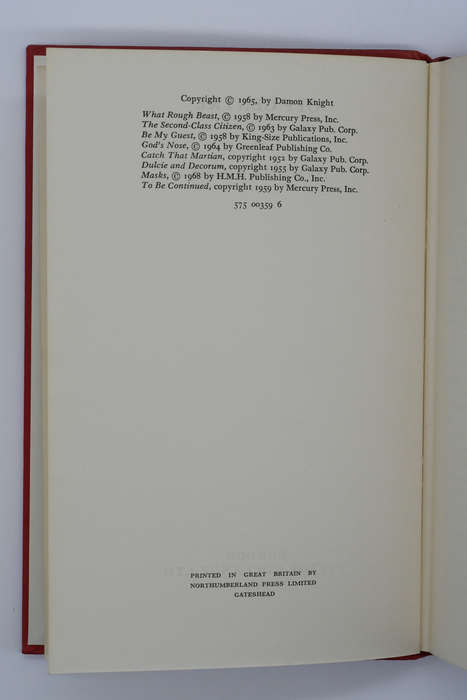 Copyright © 1965, by Damon Knight
What Rough Beast, © 1958 by Mercury Press, Inc.
The Second-Class Citizen, © 1963 by Galaxy Pub. Corp.
Be My Guest, © 1958 by King-Size Publications, Inc.
God's Nose, © 1964 by Greenleaf Publishing Co.
Catch That Martian, copyright 1951 by Galaxy Pub. Corp.
Dulcie and Decorum, copyright 1955 by Galaxy Pub. Corp.
Masks, © 1968 by H.M.H. Publishing Co., Inc.
To Be Continued, copyright 1959 by Mercury Press, Inc.
575 00359 6
PRINTED IN GREAT BRITAIN BY
NORTHUMBERLAND PRESS LIMITED
GATESHEAD